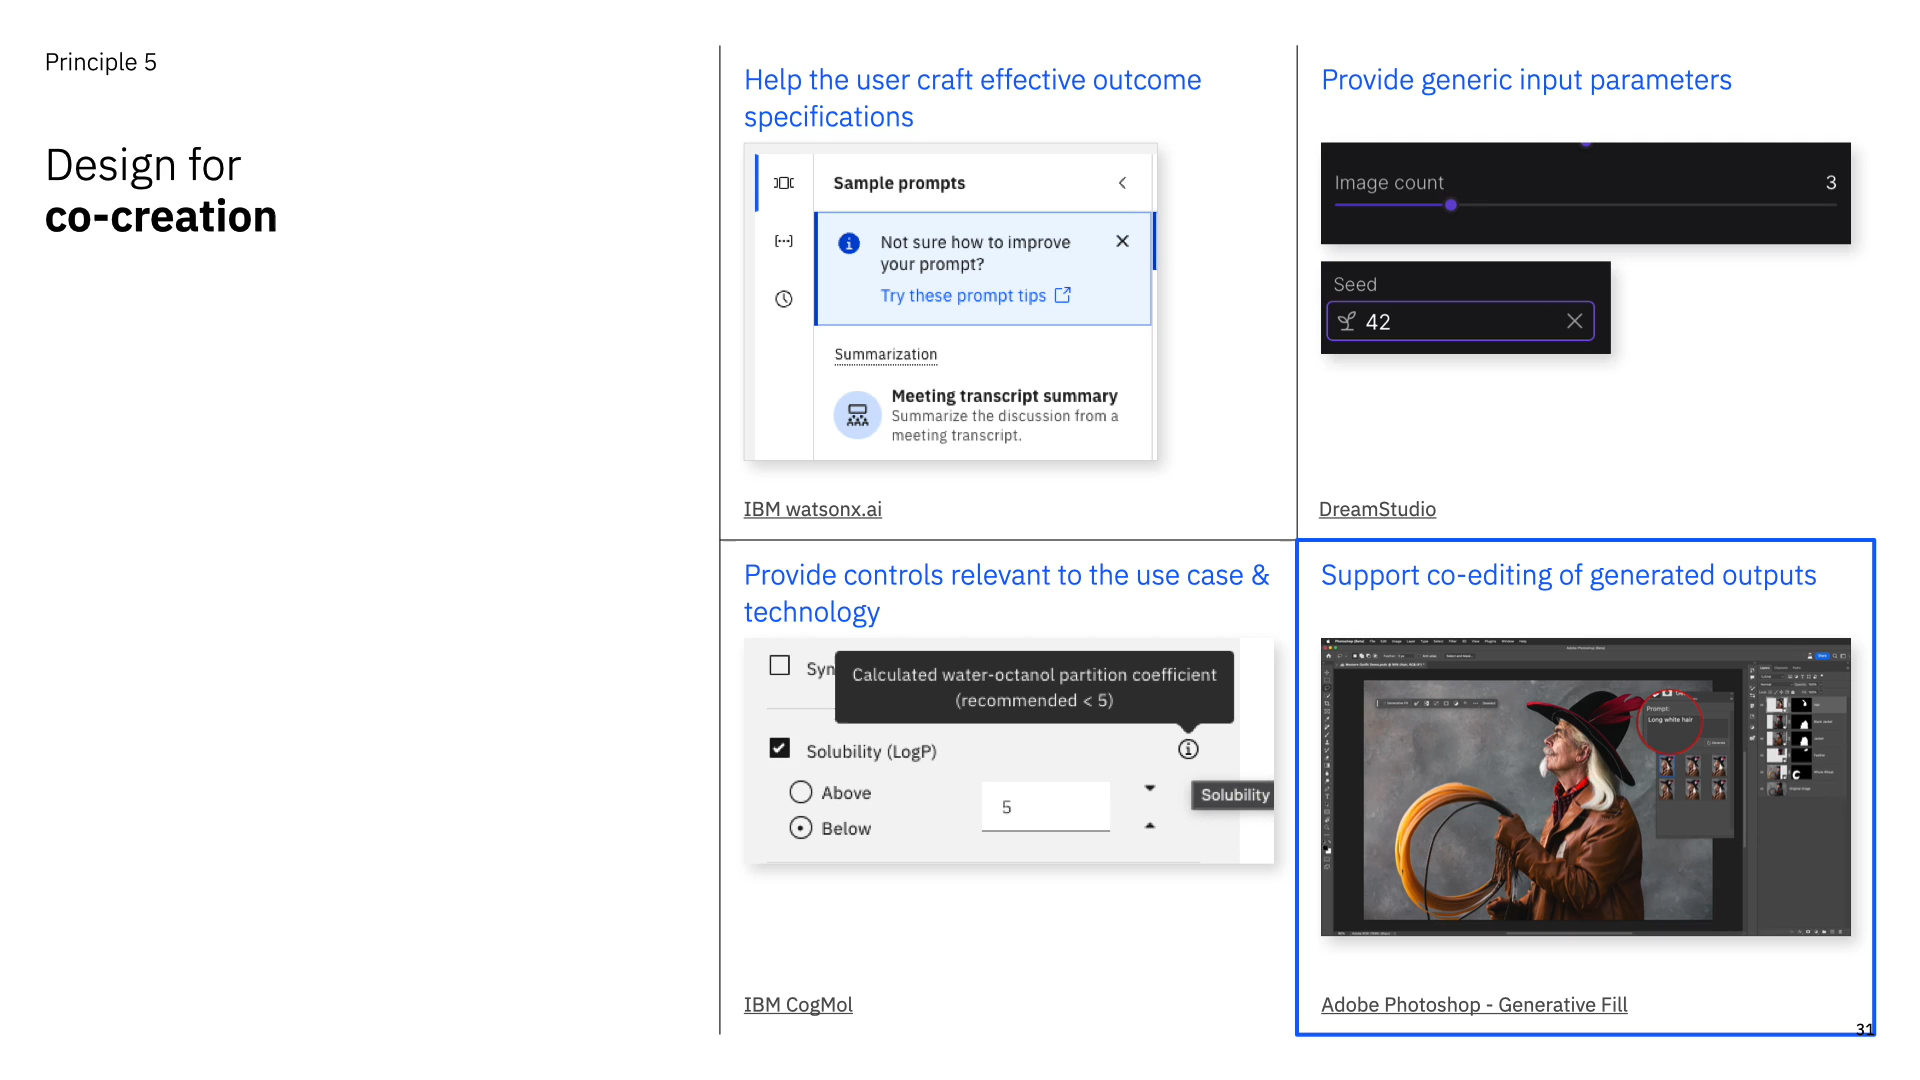 Principle 5
Design for
co-creation
Help the user craft effective outcome
specifications
Sample prompts
Not sure how to improve
your prompt?
Try these prompt tips
Summarization
Meeting transcript summary
Summarize the discussion from a
meeting transcript.
IBM watsonx.ai
Provide generic input parameters
Image count
3
Seed
42
DreamStudio
Provide controls relevant to the use case &
technology
Syn
Calculated water-octanol partition coefficient
(recommended < 5)
Solubility (LogP)
Above
5
Solubility
Below
IBM CogMol
Support co-editing of generated outputs
Prompt:
Long white hair
Adobe Photoshop - Generative Fill
31